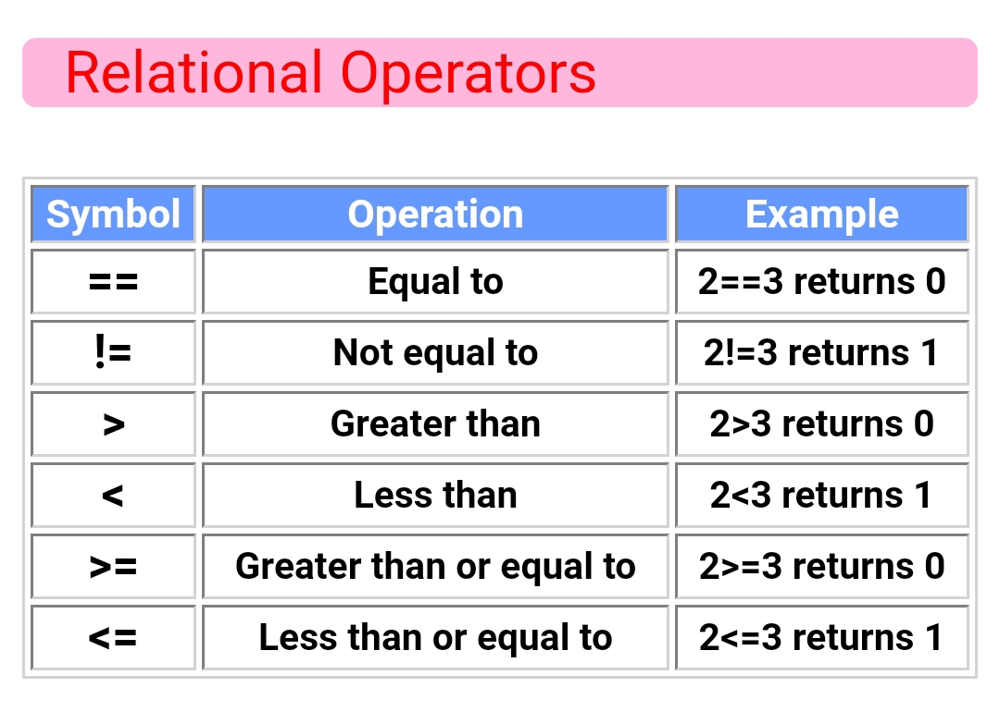 Relational Operators
Symbol Operation Example
== Equal to 2==3 returns 0
!= Not equal to 2!=3 returns 1
> Greater than 2>3 returns 0
< Less than 2<3 returns 1
>= Greater than or equal to 2>=3 returns 0
<= Less than or equal to 2<=3 returns 1